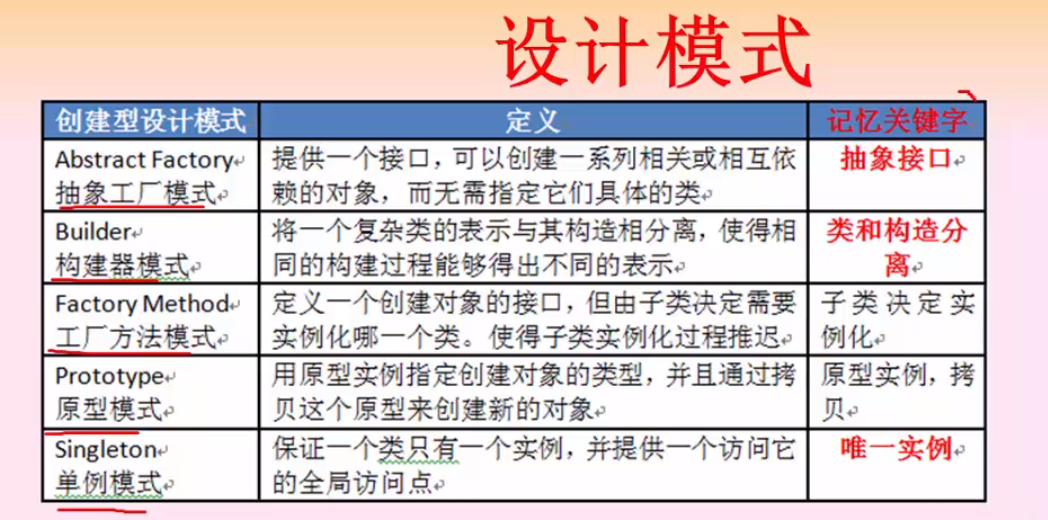 设计模式
创建型设计模式 定义 记忆关键字
Abstract Factory 提供一个接口，可以创建一系列相关或相互依 抽象接口
抽象工厂模式 赖的对象，而无需指定它们具体的类
Builder 将一个复杂类的表示与其构造相分离，使得相 类和构造分
构建器模式 同的构建过程能够得出不同的表示 离
Factory Method 定义一个创建对象的接口，但由子类决定需要 子类决定实
工厂方法模式 实例化哪一个类。使得子类实例化过程推迟 例化
Prototype 用原型实例指定创建对象的类型，并且通过拷 原型实例，拷
原型模式 贝这个原型来创建新的对象 贝
Singleton 保证一个类只有一个实例，并提供一个访问它 唯一实例
单例模式 的全局访问点